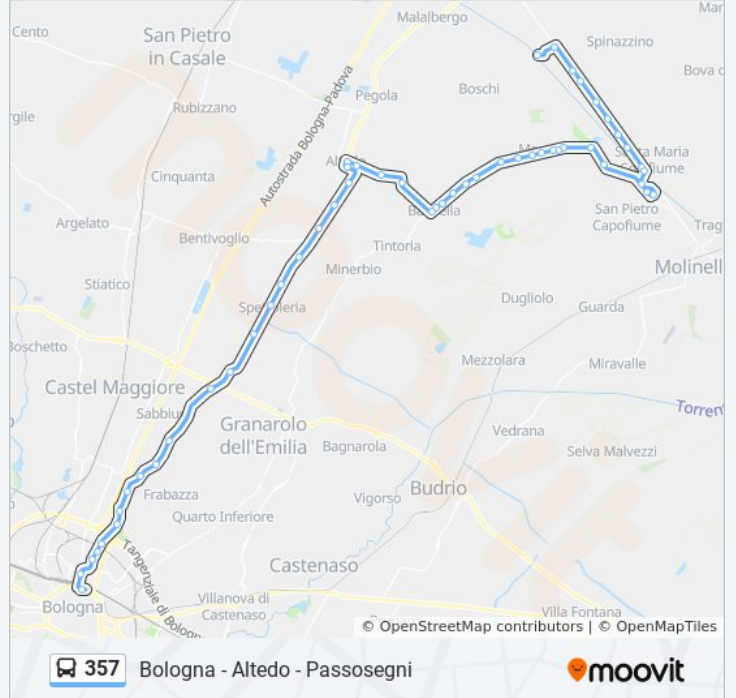 Cento
Malalbergo
Mar
San Pietro
in Casale
Spinazzino
Bova c
Boschi
Pegola
Autostrada Bologna-Padova
rgile
Rubizzano
Santa Maria
Codifiume
Cinquanta
San Pietro
Capofiume
Argelato
Bentivoglio
Trag
Tintoria
Minerbio
Molinell
Stiatico
Dugliolo
Guarda
Boschetto
Mezzolara
Miravalle
Castel Maggiore
Sabbiu
Torren
Granarolo
dell'Emilia
Bagnarola
Vedrana
Selva Malvezzi
Budrio
Frabazza
Vigorso
Quarto Inferiore
Castenaso
Tangenziale di Bologn
Bologna
Villanova di
Castenaso
Villa Fontana
© OpenStreetMap contributors | © OpenMapTiles
357 Bologna - Altedo - Passosegni
moovit